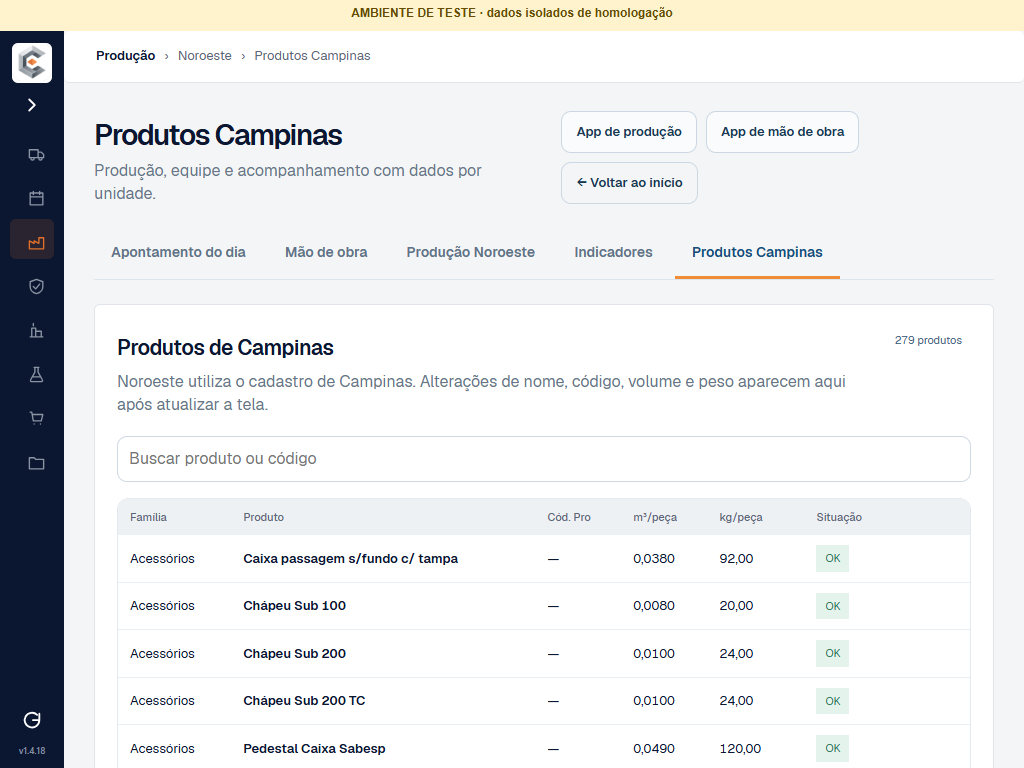 AMBIENTE DE TESTE · dados isolados de homologação
Produção › Noroeste › Produtos Campinas
Produtos Campinas
Produção, equipe e acompanhamento com dados por
unidade.
App de produção
App de mão de obra
← Voltar ao início
Apontamento do dia
Mão de obra
Produção Noroeste
Indicadores
Produtos Campinas
Produtos de Campinas
279 produtos
Noroeste utiliza o cadastro de Campinas. Alterações de nome, código, volume e peso aparecem aqui
após atualizar a tela.
Buscar produto ou código
Família Produto Cód. Pro m³/peça kg/peça Situação
Acessórios Caixa passagem s/fundo c/ tampa — 0,0380 92,00 OK
Acessórios Chápeu Sub 100 — 0,0080 20,00 OK
Acessórios Chápeu Sub 200 — 0,0100 24,00 OK
Acessórios Chápeu Sub 200 TC — 0,0100 24,00 OK
Acessórios Pedestal Caixa Sabesp — 0,0490 120,00 OK
v1.4.18